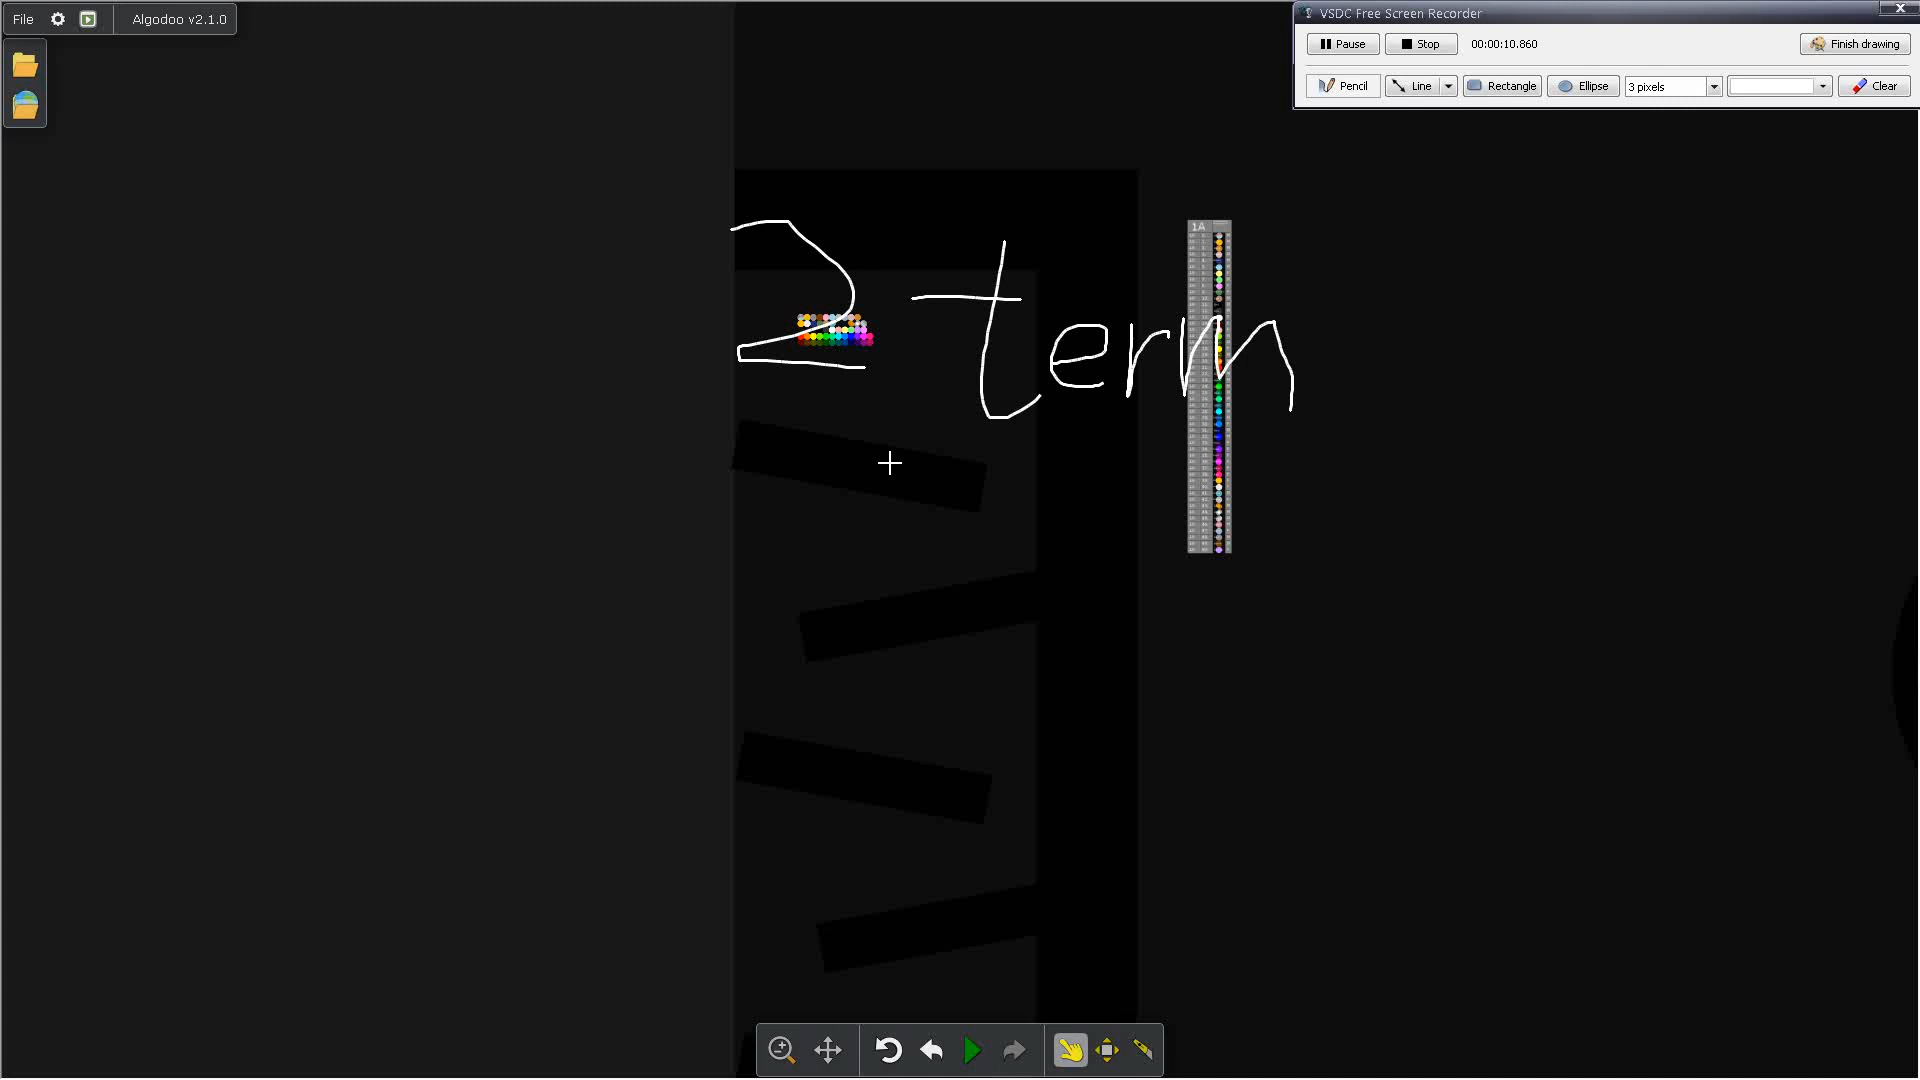 File Algodoo v2.1.0
VSDC Free Screen Recorder
Pause Stop 00:00:10.860 Finish drawing
Pencil Line Rectangle Ellipse 3 pixels Clear
1A
2 term